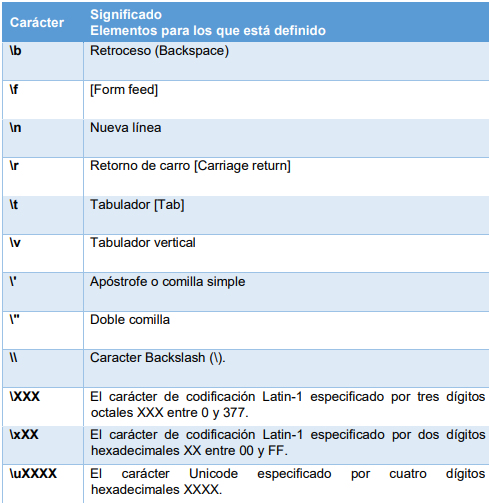 Carácter Significado
Elementos para los que está definido
\b Retroceso (Backspace)
\f [Form feed]
\n Nueva línea
\r Retorno de carro [Carriage return]
\t Tabulador [Tab]
\v Tabulador vertical
\' Apóstrofe o comilla simple
\" Doble comilla
\\ Caracter Backslash (\).
\XXX El carácter de codificación Latin-1 especificado por tres dígitos
octales XXX entre 0 y 377.
\xXX El carácter de codificación Latin-1 especificado por dos dígitos
hexadecimales XX entre 00 y FF.
\uXXXX El carácter Unicode especificado por cuatro dígitos
hexadecimales XXXX.